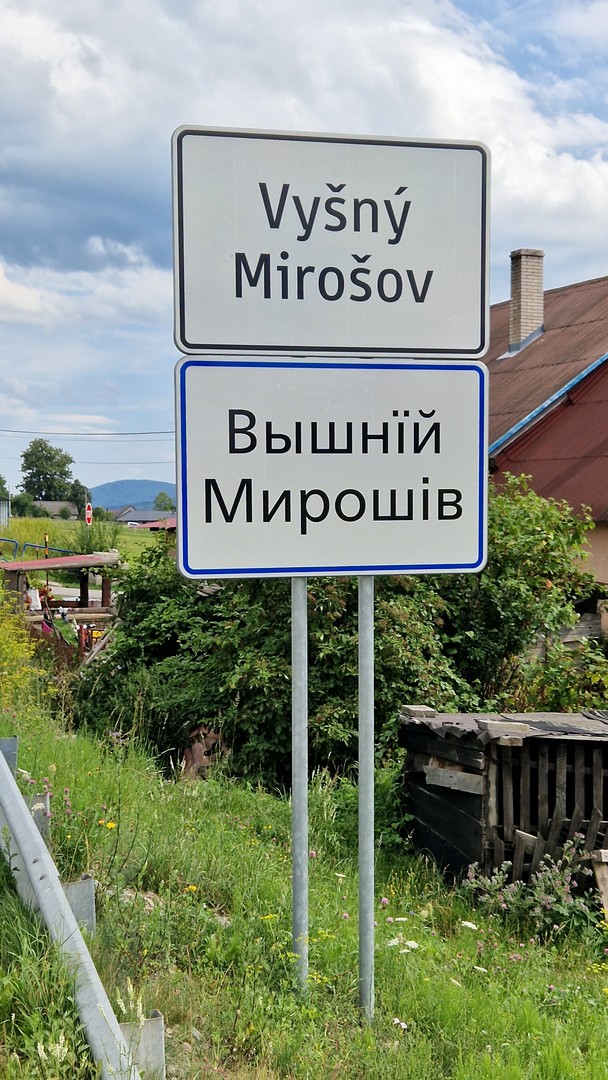 Vyšný
Mirošov
Вышнїй
Мирошів